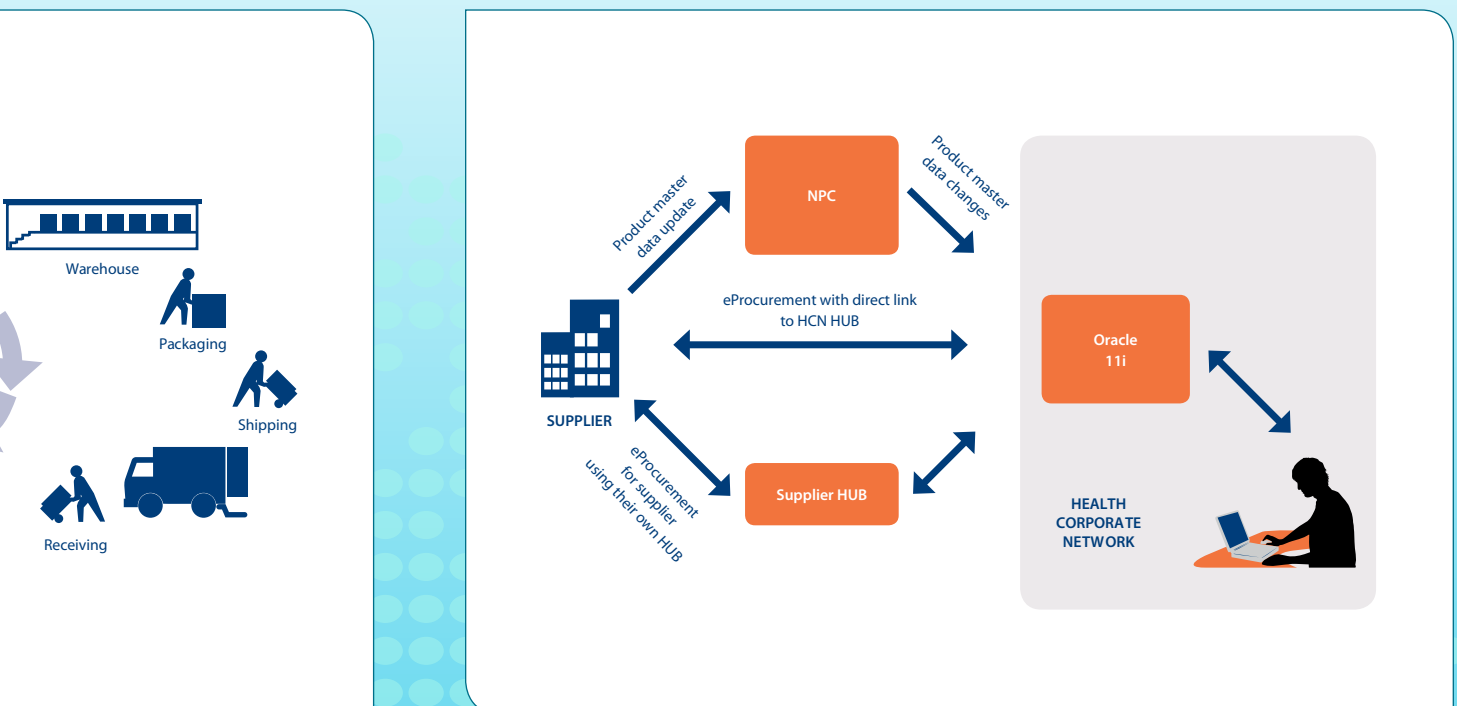 Warehouse
Packaging
Shipping
Receiving
Product master
data update
NPC
Product master
data changes
eProcurement with direct link
to HCN HUB
SUPPLIER
Oracle
11i
eProcurement
for supplier
using their own HUB
Supplier HUB
HEALTH
CORPORATE
NETWORK